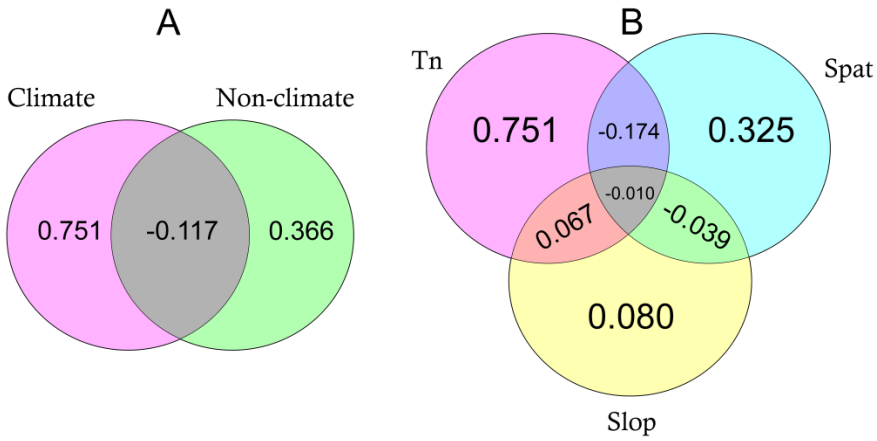 A
Climate
Non-climate
0.751
-0.117
0.366
B
Tn
Spat
0.751
-0.174
0.325
-0.010
0.067
-0.039
0.080
Slop